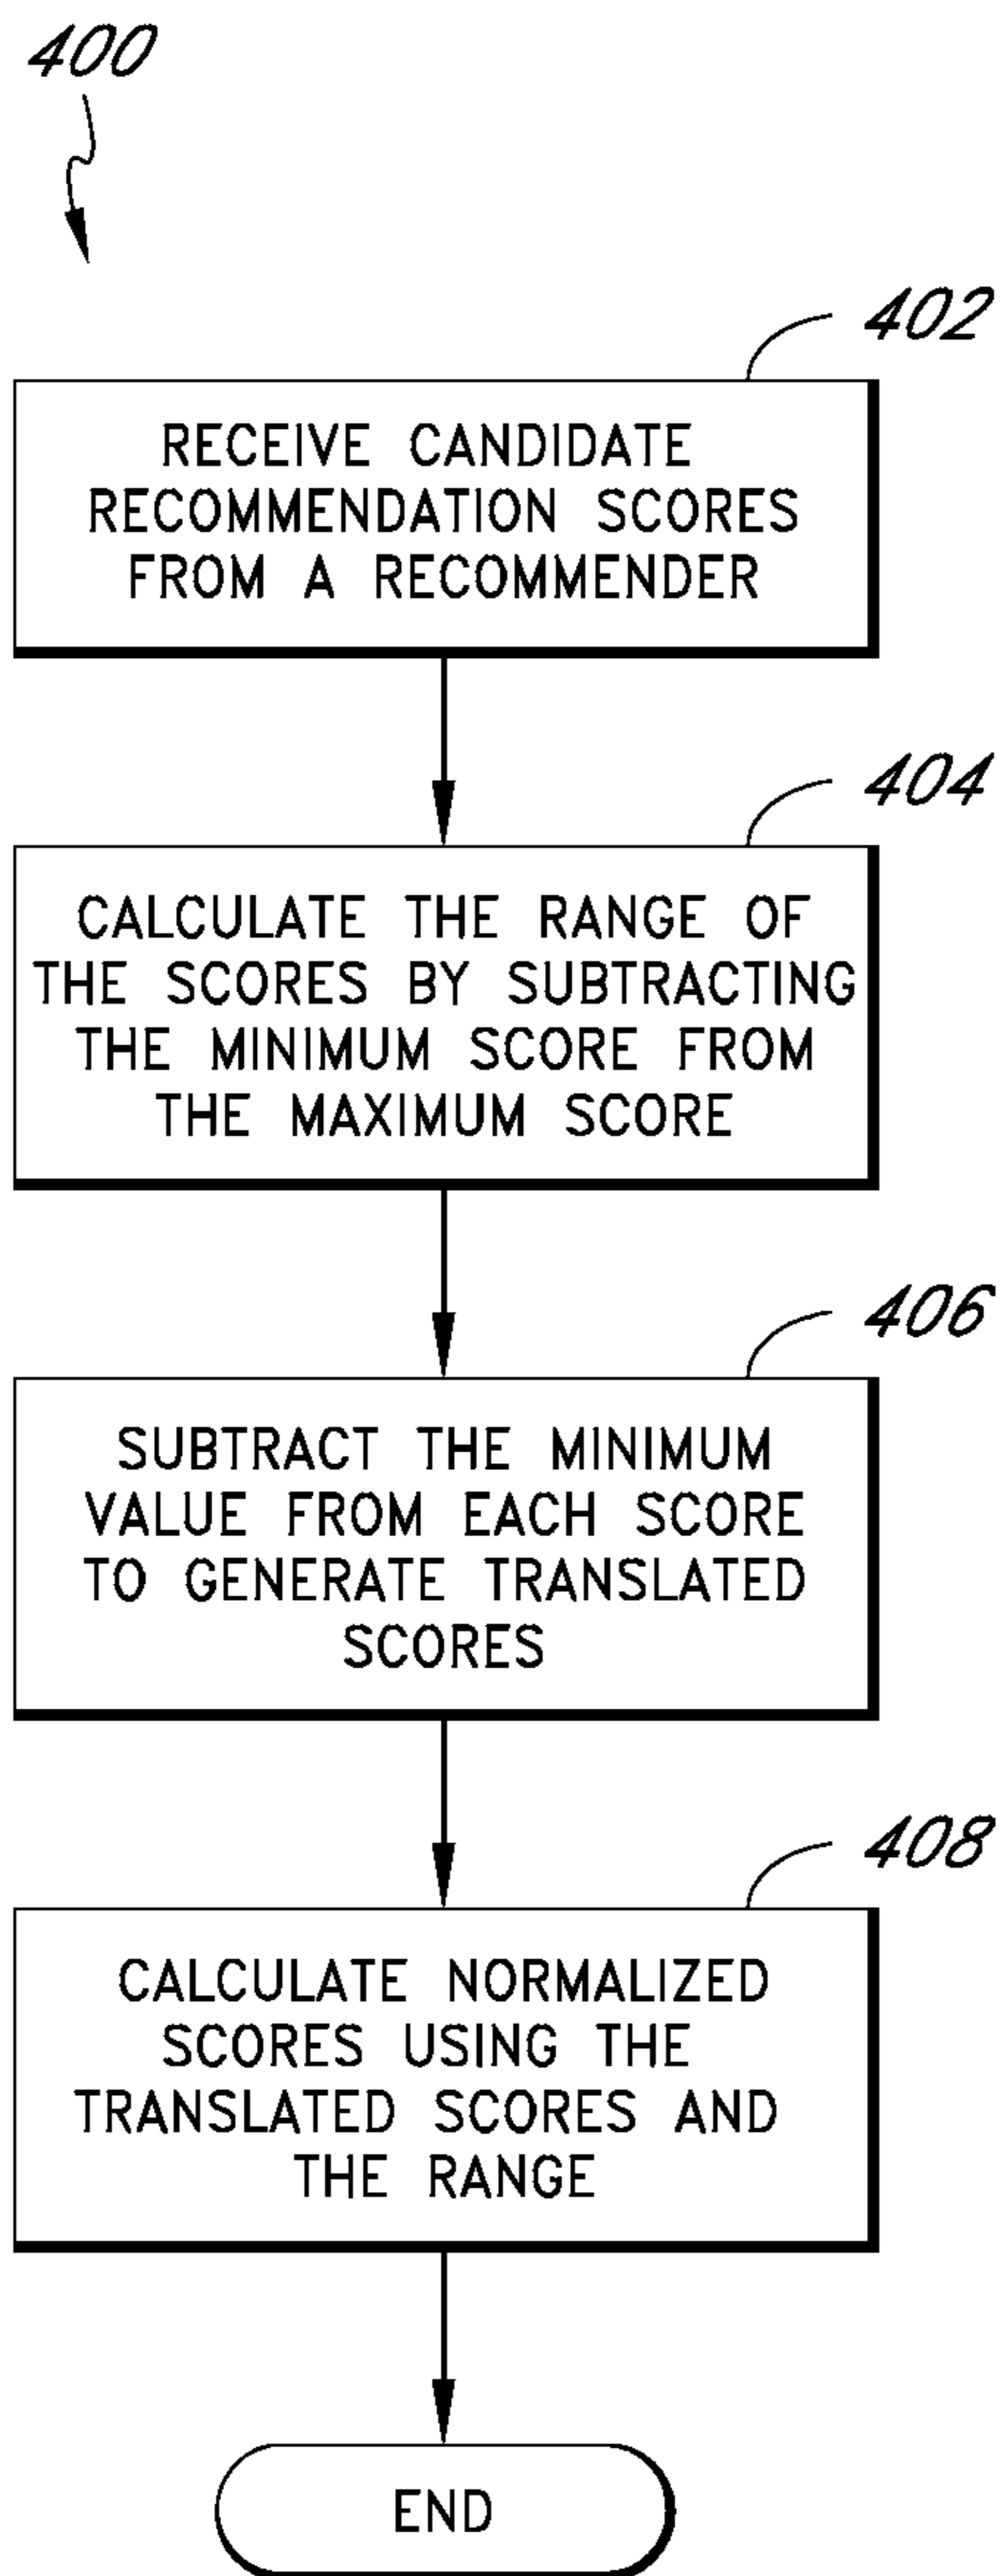 400
402
RECEIVE CANDIDATE
RECOMMENDATION SCORES
FROM A RECOMMENDER
404
CALCULATE THE RANGE OF
THE SCORES BY SUBTRACTING
THE MINIMUM SCORE FROM
THE MAXIMUM SCORE
406
SUBTRACT THE MINIMUM
VALUE FROM EACH SCORE
TO GENERATE TRANSLATED
SCORES
408
CALCULATE NORMALIZED
SCORES USING THE
TRANSLATED SCORES AND
THE RANGE
END